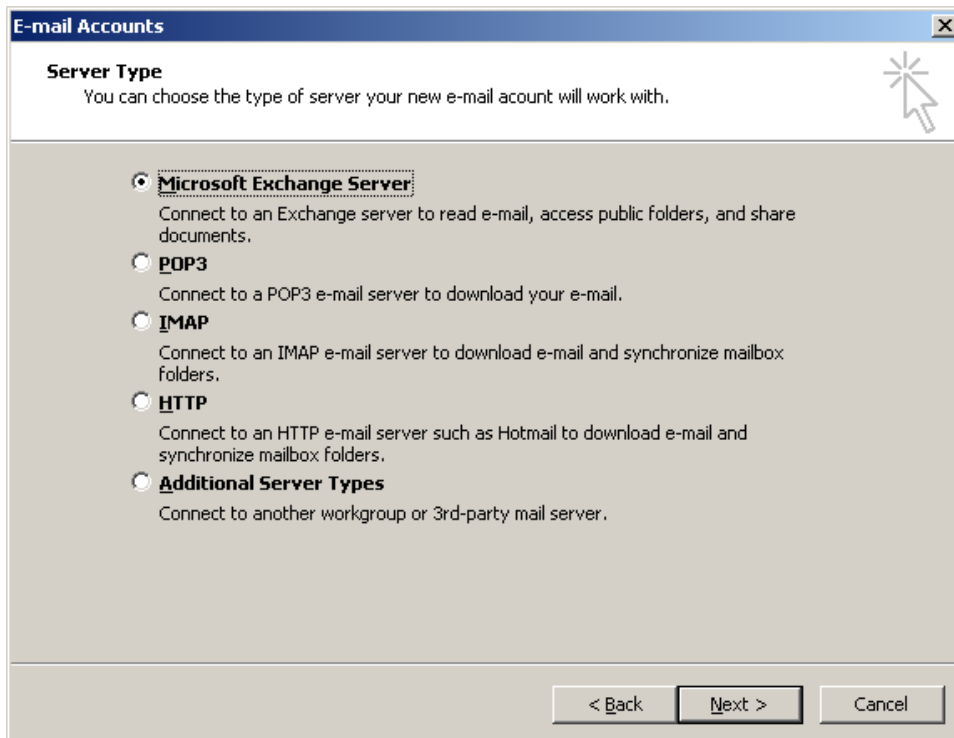 E-mail Accounts
Server Type
You can choose the type of server your new e-mail acount will work with.
Microsoft Exchange Server
Connect to an Exchange server to read e-mail, access public folders, and share
documents.
POP3
Connect to a POP3 e-mail server to download your e-mail.
IMAP
Connect to an IMAP e-mail server to download e-mail and synchronize mailbox
folders.
HTTP
Connect to an HTTP e-mail server such as Hotmail to download e-mail and
synchronize mailbox folders.
Additional Server Types
Connect to another workgroup or 3rd-party mail server.
< Back Next > Cancel